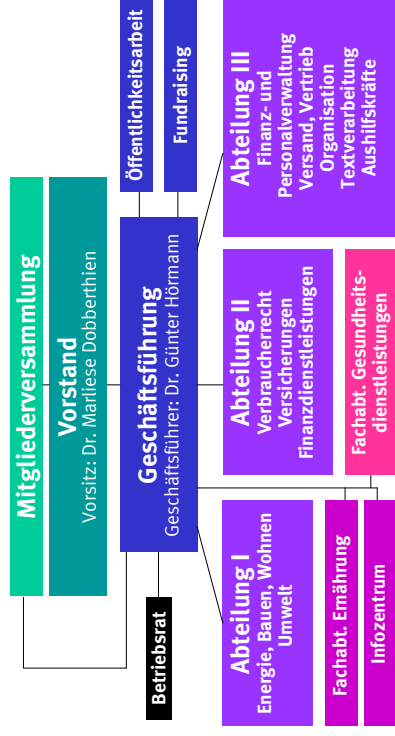 Mitgliederversammlung
Vorstand
Vorsitz: Dr. Marliese Dobberthien
Geschäftsführung
Geschäftsführer: Dr. Günter Hörmann
Betriebsrat
Öffentlichkeitsarbeit
Fundraising
Abteilung I
Energie, Bauen, Wohnen
Umwelt
Abteilung II
Verbraucherrecht
Versicherungen
Finanzdienstleistungen
Abteilung III
Finanz- und
Personalverwaltung
Versand, Vertrieb
Organisation
Textverarbeitung
Aushilfskräfte
Fachabt. Ernährung
Infozentrum
Fachabt. Gesundheits-
dienstleistungen